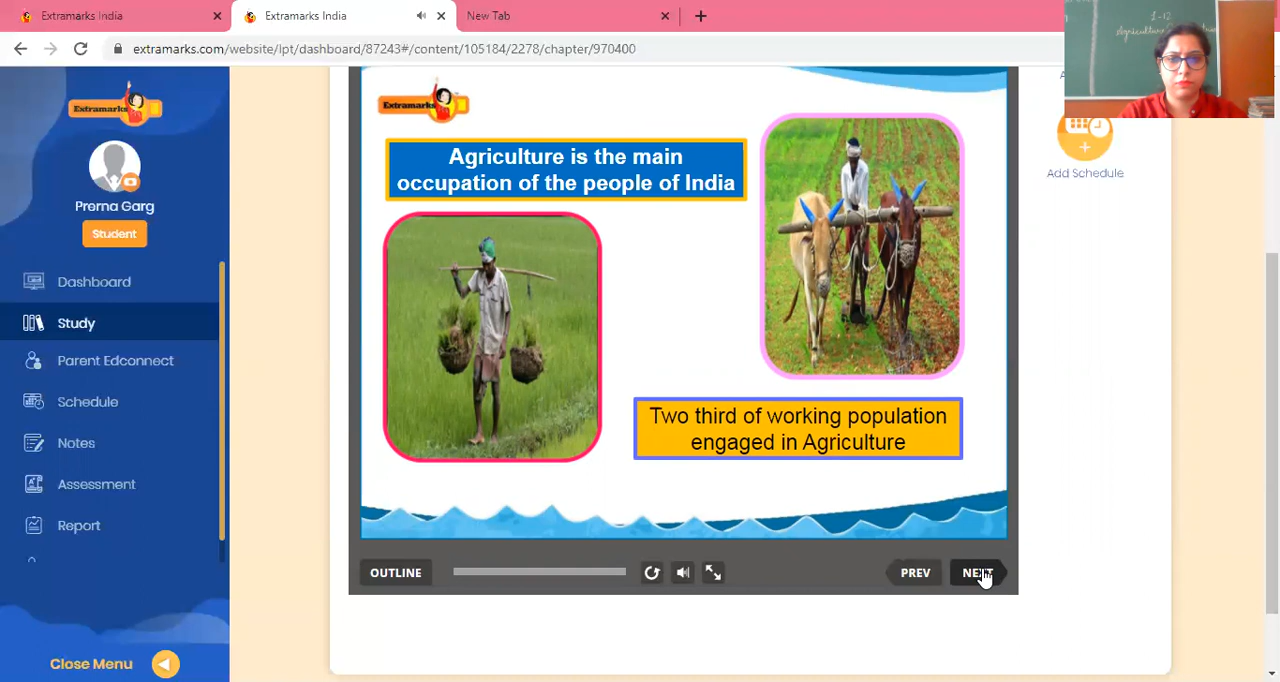 Extramarks India
Extramarks India
New Tab
extramarks.com/website/lpt/dashboard/87243#/content/105184/2278/chapter/970400
L-12
Extramarks
Prerna Garg
Student
Dashboard
Study
Parent Edconnect
Schedule
Notes
Assessment
Report
Close Menu
Extramarks
Agriculture is the main
occupation of the people of India
Two third of working population
engaged in Agriculture
OUTLINE
PREV
NEXT
Add Schedule